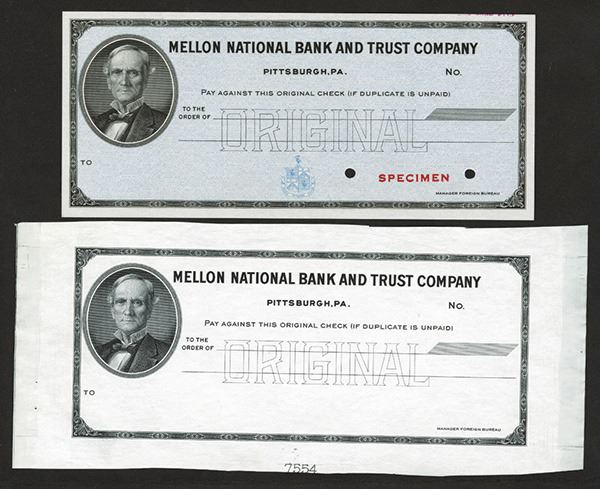 MELLON NATIONAL BANK AND TRUST COMPANY
PITTSBURGH, PA. No.
PAY AGAINST THIS ORIGINAL CHECK (IF DUPLICATE IS UNPAID)
TO THE
ORDER OF
ORIGINAL
TO
SPECIMEN
MANAGER FOREIGN BUREAU
MELLON NATIONAL BANK AND TRUST COMPANY
PITTSBURGH, PA. No.
PAY AGAINST THIS ORIGINAL CHECK (IF DUPLICATE IS UNPAID)
TO THE
ORDER OF
ORIGINAL
TO
MANAGER FOREIGN BUREAU
7554